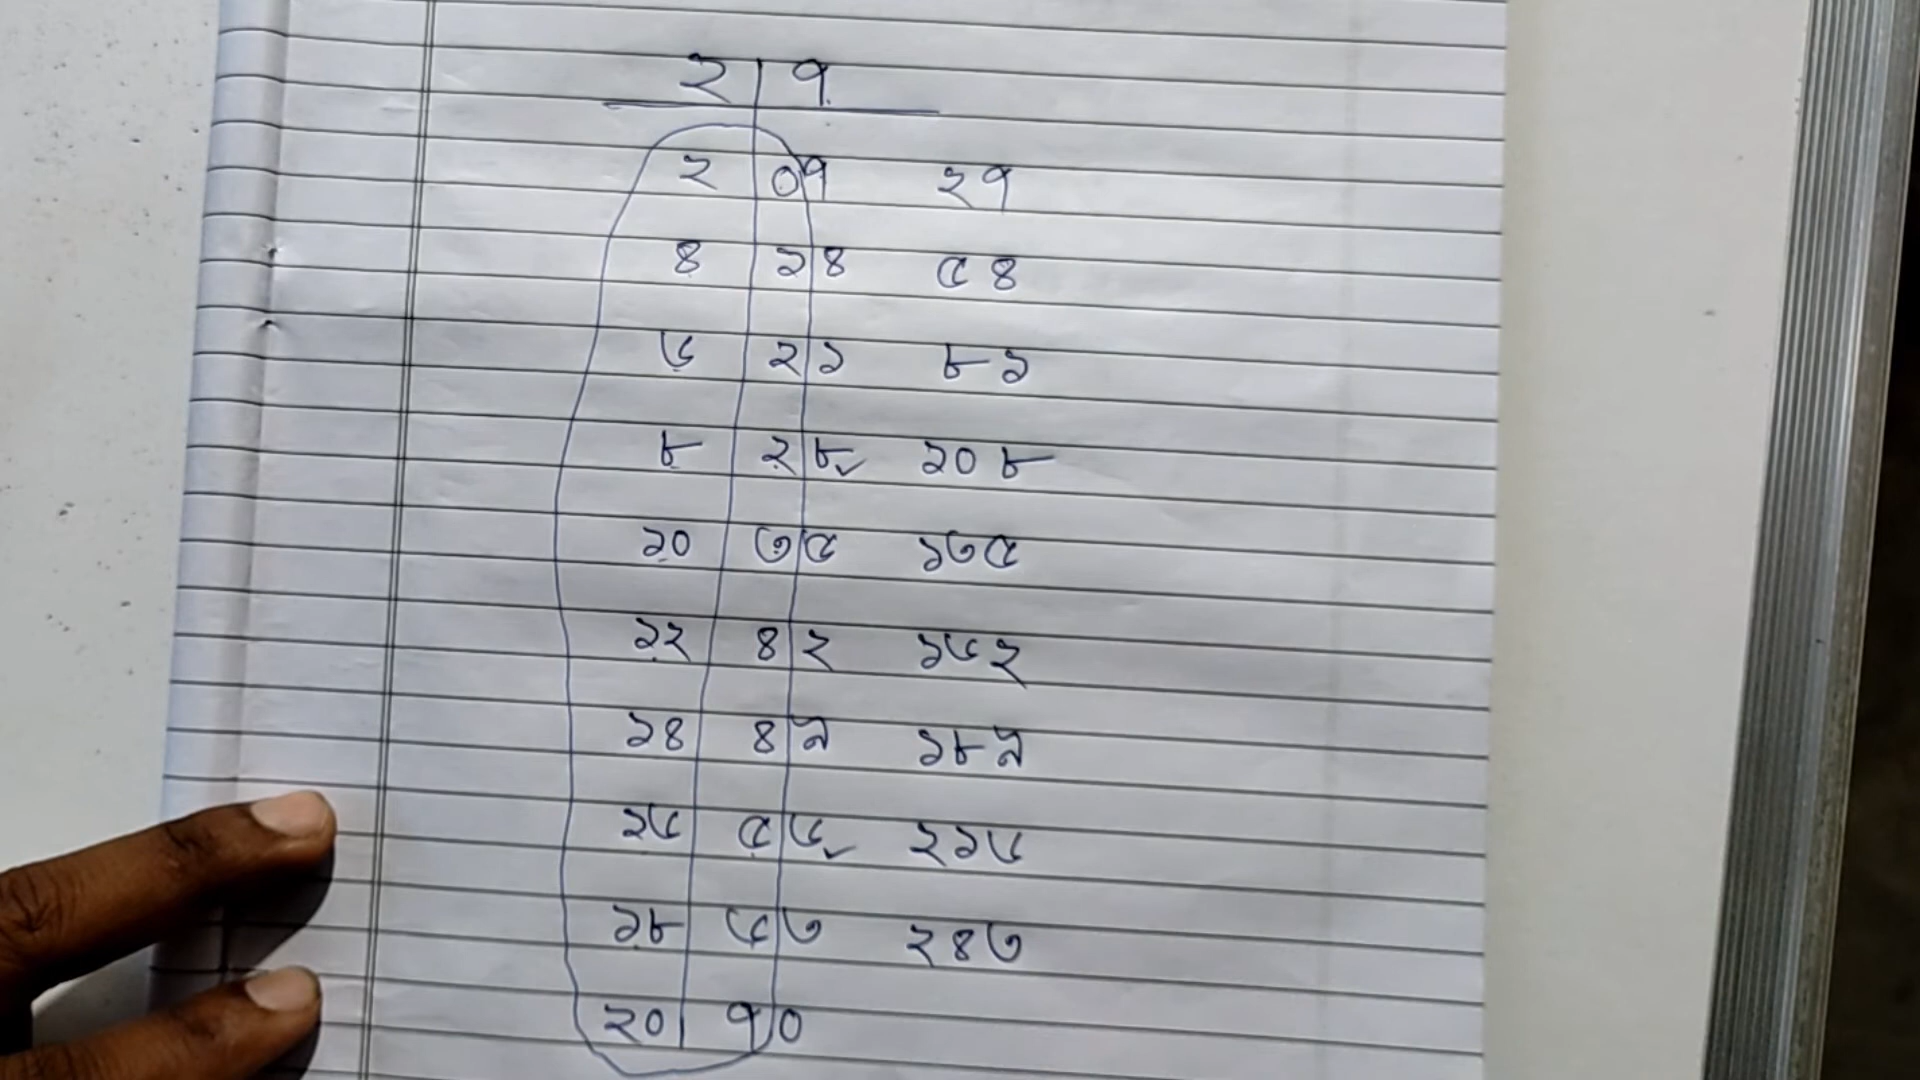 ২ ৭
২ ০৭ ২৭
৪ ১৪ ৫৪
৬ ২১ ৮১
৮ ২৮ ১০৮
১০ ৩৫ ১৩৫
১২ ৪২ ১৬২
১৪ ৪৯ ১৮৯
১৬ ৫৬ ২১৬
১৮ ৬৩ ২৪৩
২০ ৭০